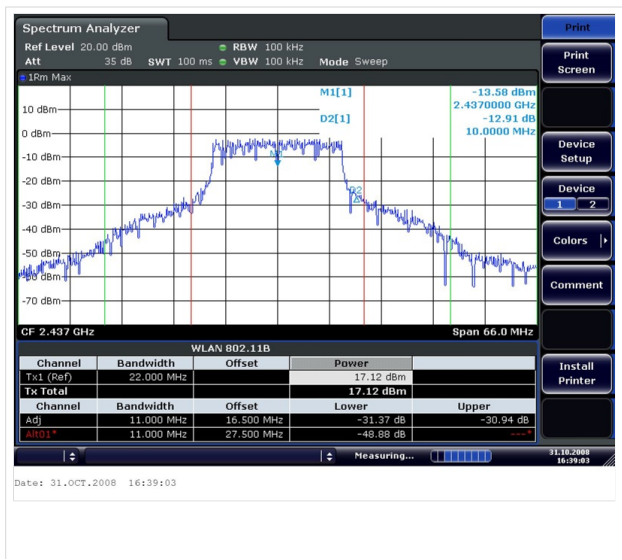 Spectrum Analyzer
Ref Level 20.00 dBm RBW 100 kHz
Att 35 dB SWT 100 ms VBW 100 kHz Mode Sweep
1Rm Max
M1[1] -13.58 dBm
2.4370000 GHz
D2[1] -12.91 dB
10.0000 MHz
10 dBm
0 dBm
-10 dBm
-20 dBm
-30 dBm
-40 dBm
-50 dBm
-60 dBm
-70 dBm
M1
D2
CF 2.437 GHz Span 66.0 MHz
WLAN 802.11B
Channel Bandwidth Offset Power
Tx1 (Ref) 22.000 MHz 17.12 dBm
Tx Total 17.12 dBm
Channel Bandwidth Offset Lower Upper
Adj 11.000 MHz 16.500 MHz -31.37 dB -30.94 dB
Alt01* 11.000 MHz 27.500 MHz -48.88 dB ---*
Measuring...
31.10.2008
16:39:03
Print
Print
Screen
Device
Setup
Device
1 2
Colors
Comment
Install
Printer
Date: 31.OCT.2008 16:39:03